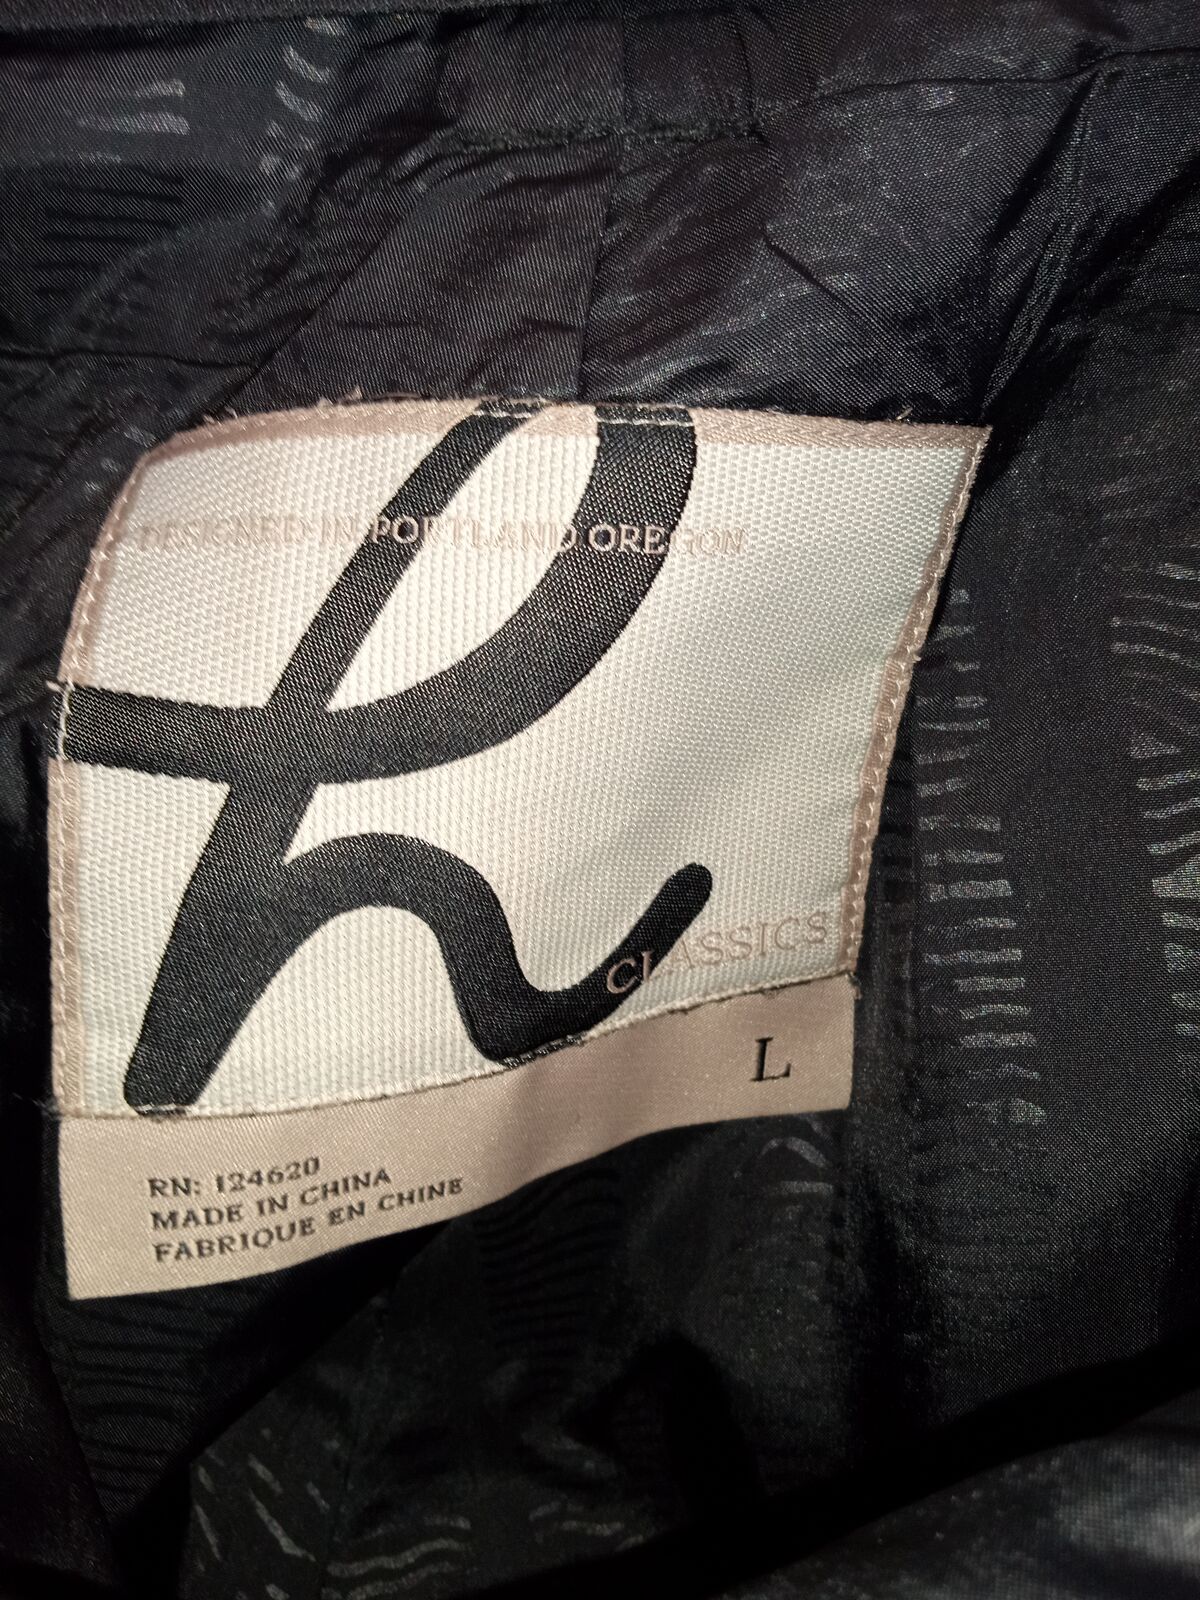 DESIGNED IN PORTLAND OREGON
CLASSICS
L
RN: 124620
MADE IN CHINA
FABRIQUE EN CHINE